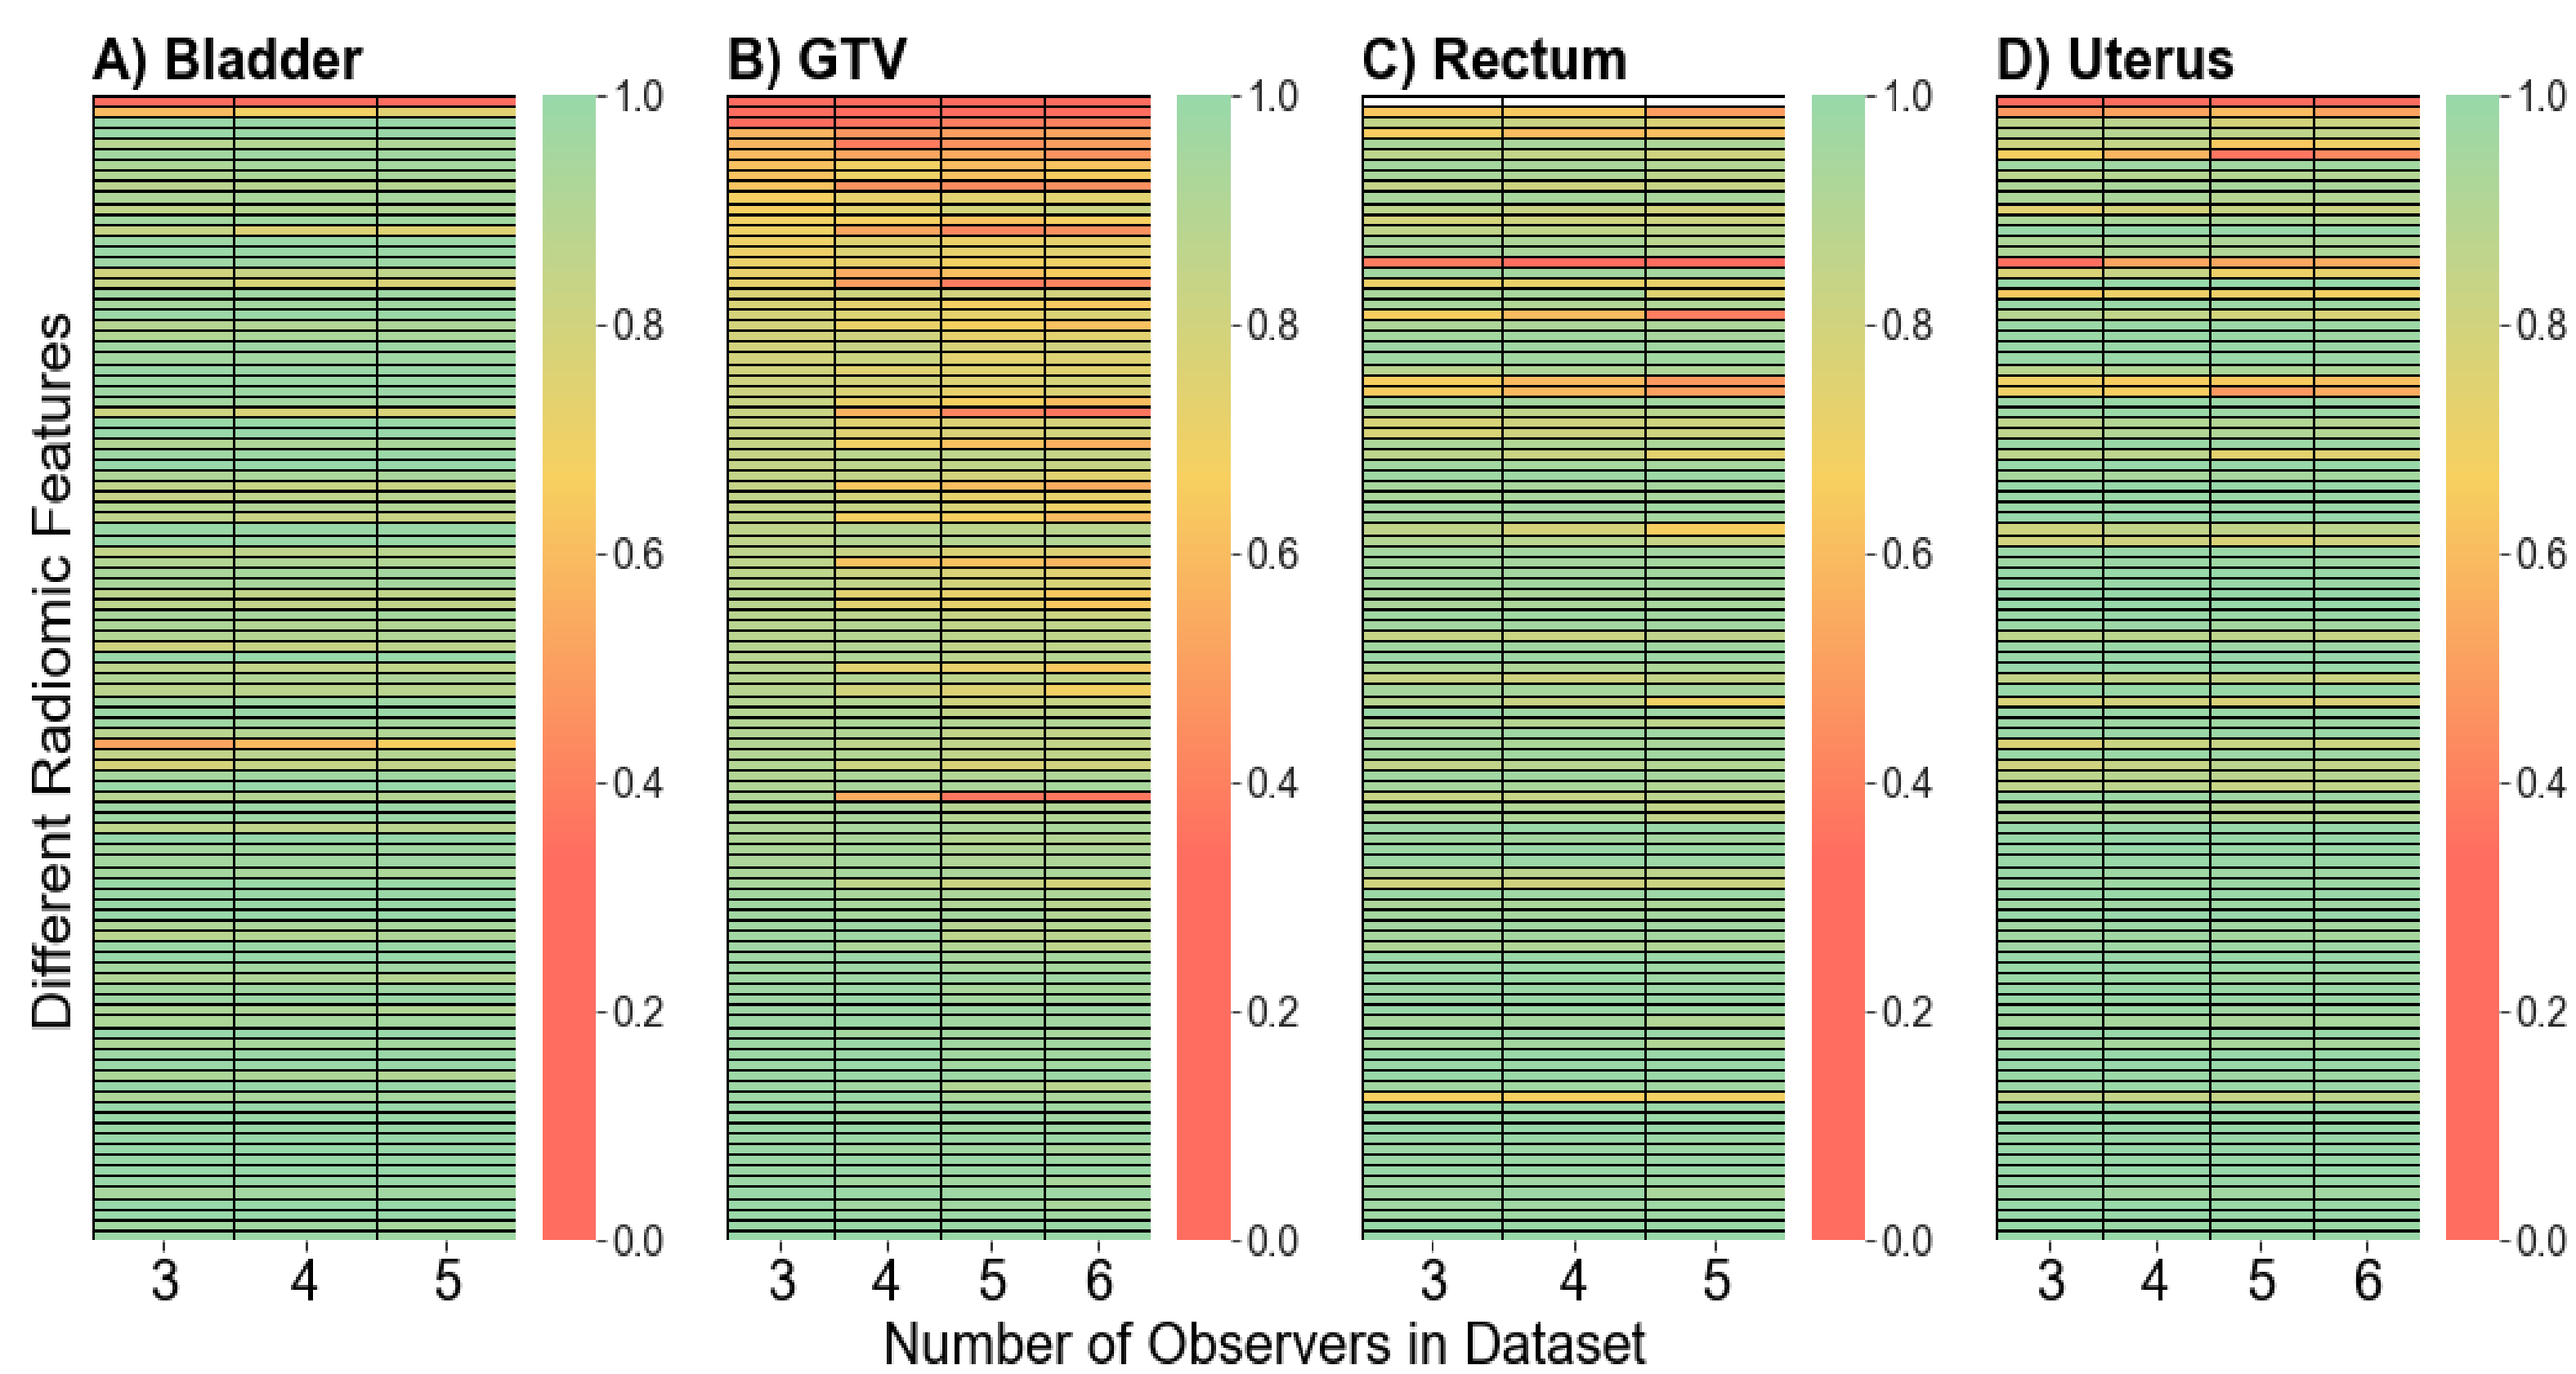 A) Bladder
B) GTV
C) Rectum
D) Uterus
Different Radiomic Features
1.0
0.8
0.6
0.4
0.2
0.0
1.0
0.8
0.6
0.4
0.2
0.0
1.0
0.8
0.6
0.4
0.2
0.0
1.0
0.8
0.6
0.4
0.2
0.0
3 4 5
3 4 5 6
3 4 5
3 4 5 6
Number of Observers in Dataset